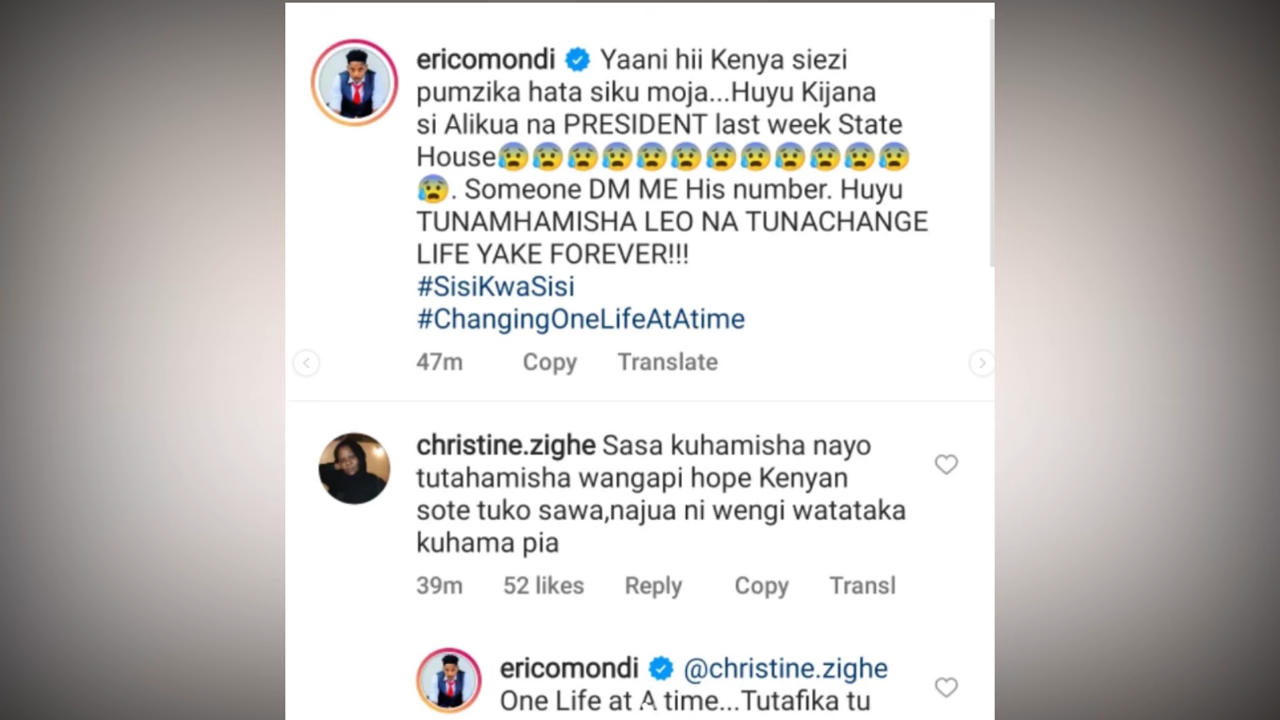 ericomondi Yaani hii Kenya siezi
pumzika hata siku moja...Huyu Kijana
si Alikua na PRESIDENT last week State
House😰😰😰😰😰😰😰😰😰😰😰😰
😰. Someone DM ME His number. Huyu
TUNAMHAMISHA LEO NA TUNACHANGE
LIFE YAKE FOREVER!!!
#SisiKwaSisi
#ChangingOneLifeAtAtime
47m Copy Translate
christine.zighe Sasa kuhamisha nayo
tutahamisha wangapi hope Kenyan
sote tuko sawa,najua ni wengi watataka
kuhama pia
39m 52 likes Reply Copy Transl
ericomondi @christine.zighe
One Life at A time...Tutafika tu